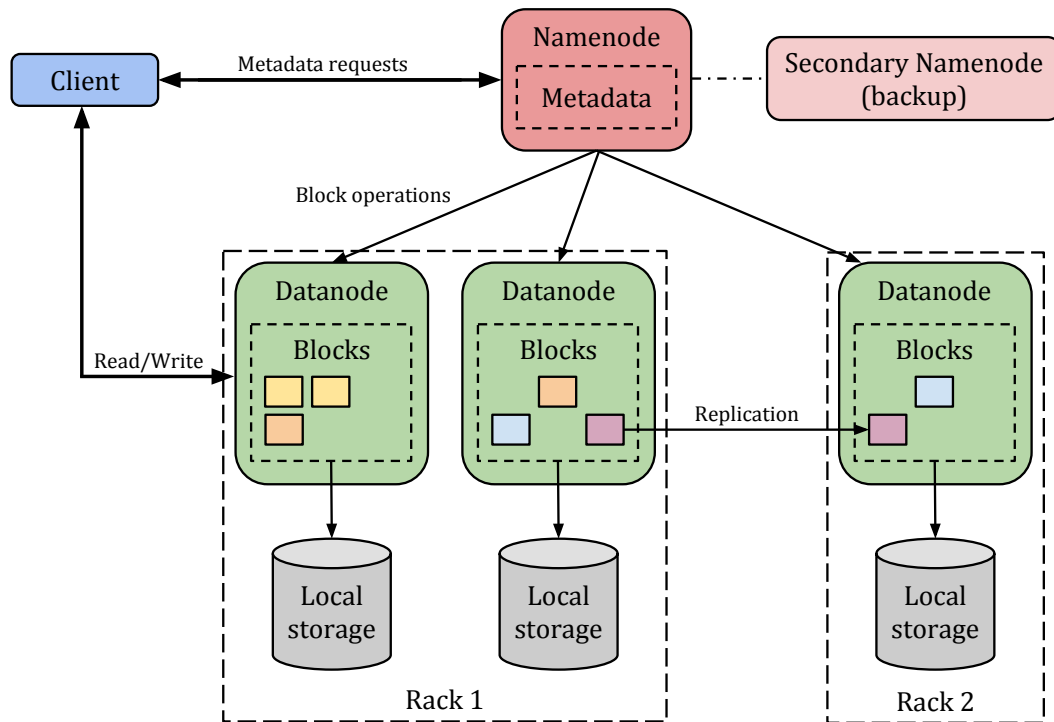 Namenode
Metadata
Client
Metadata requests
Secondary Namenode
(backup)
Block operations
Datanode
Blocks
Datanode
Blocks
Datanode
Blocks
Read/Write
Replication
Local
storage
Local
storage
Local
storage
Rack 1
Rack 2